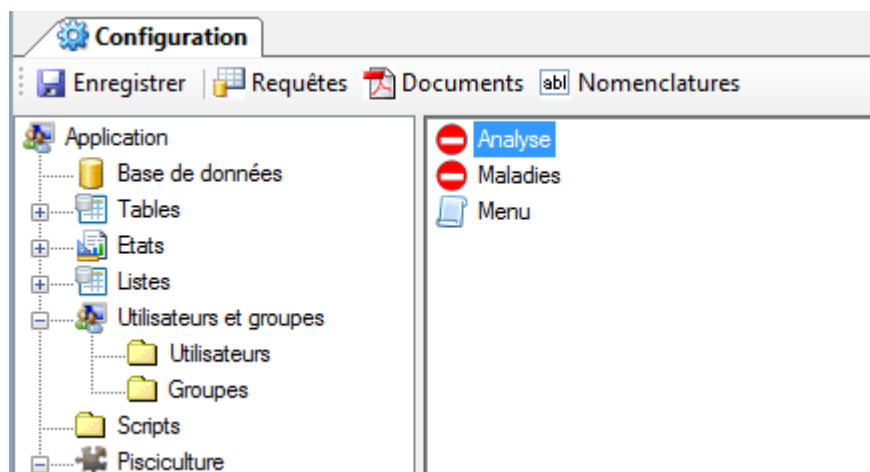 Configuration
Enregistrer Requêtes Documents abl Nomenclatures
Application
Base de données
Tables
Etats
Listes
Utilisateurs et groupes
Utilisateurs
Groupes
Scripts
Pisciculture
Analyse
Maladies
Menu